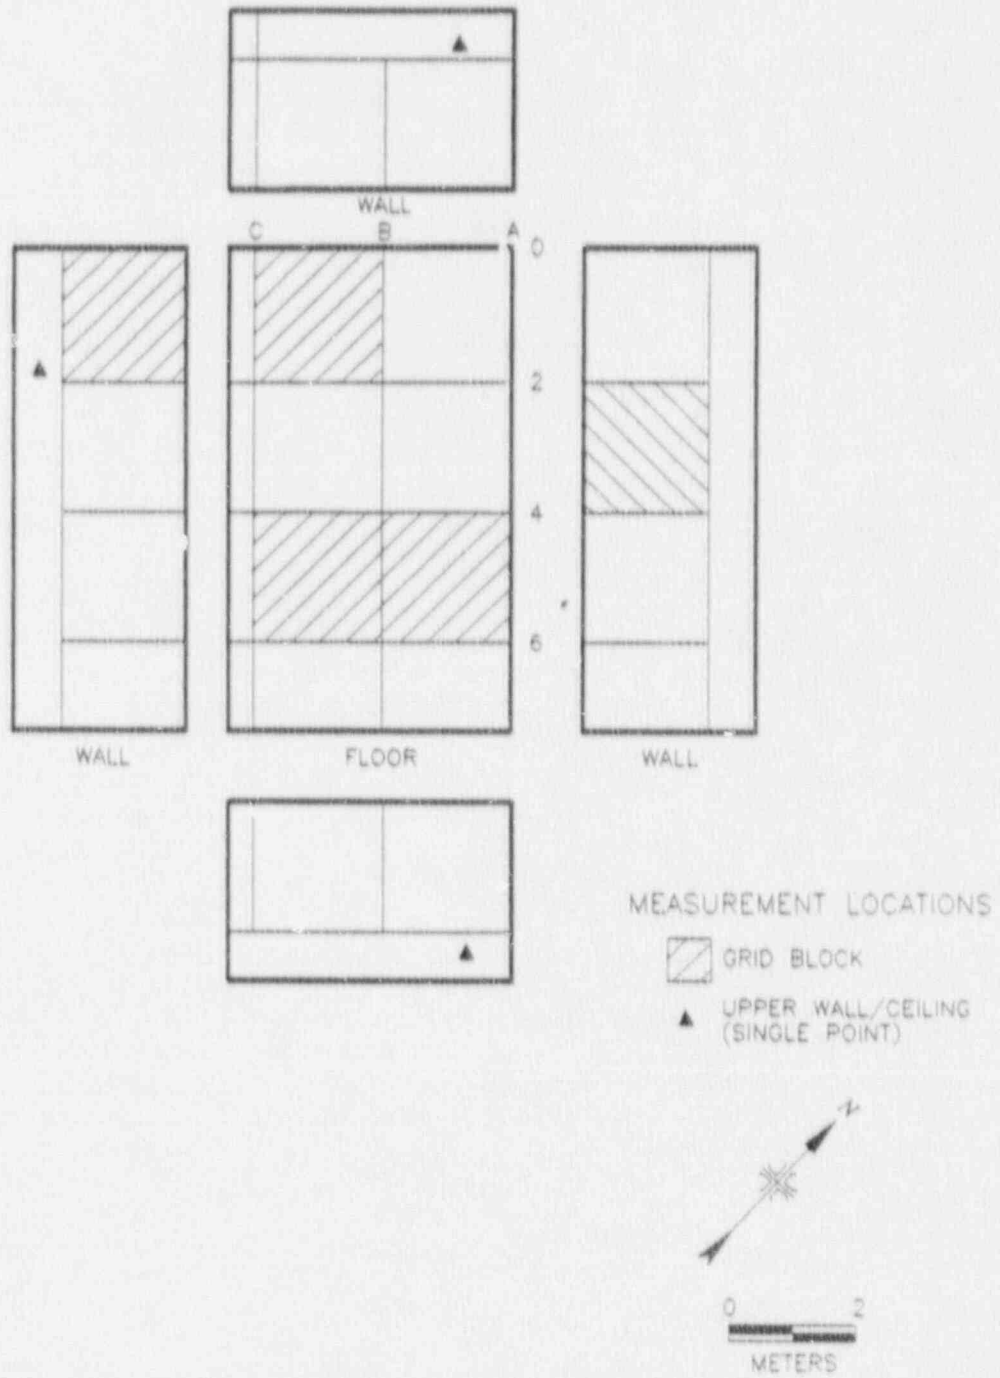 WALL
C B A 0
2
4
6
WALL FLOOR WALL
MEASUREMENT LOCATIONS
GRID BLOCK
UPPER WALL/CEILING
(SINGLE POINT)
N
0 2
METERS